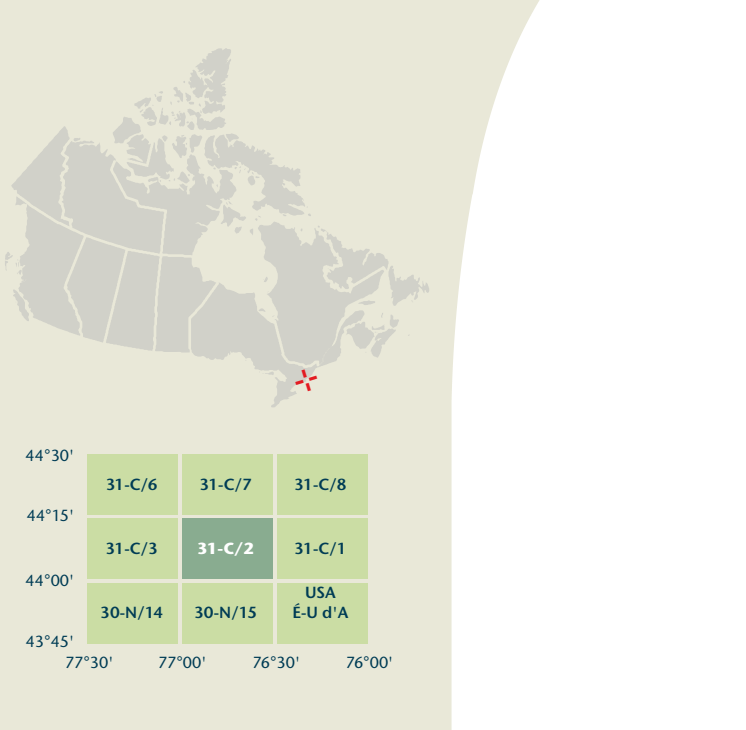 44°30'
31-C/6 31-C/7 31-C/8
44°15'
31-C/3 31-C/2 31-C/1
44°00'
USA
30-N/14 30-N/15 É-U d'A
43°45'
77°30' 77°00' 76°30' 76°00'